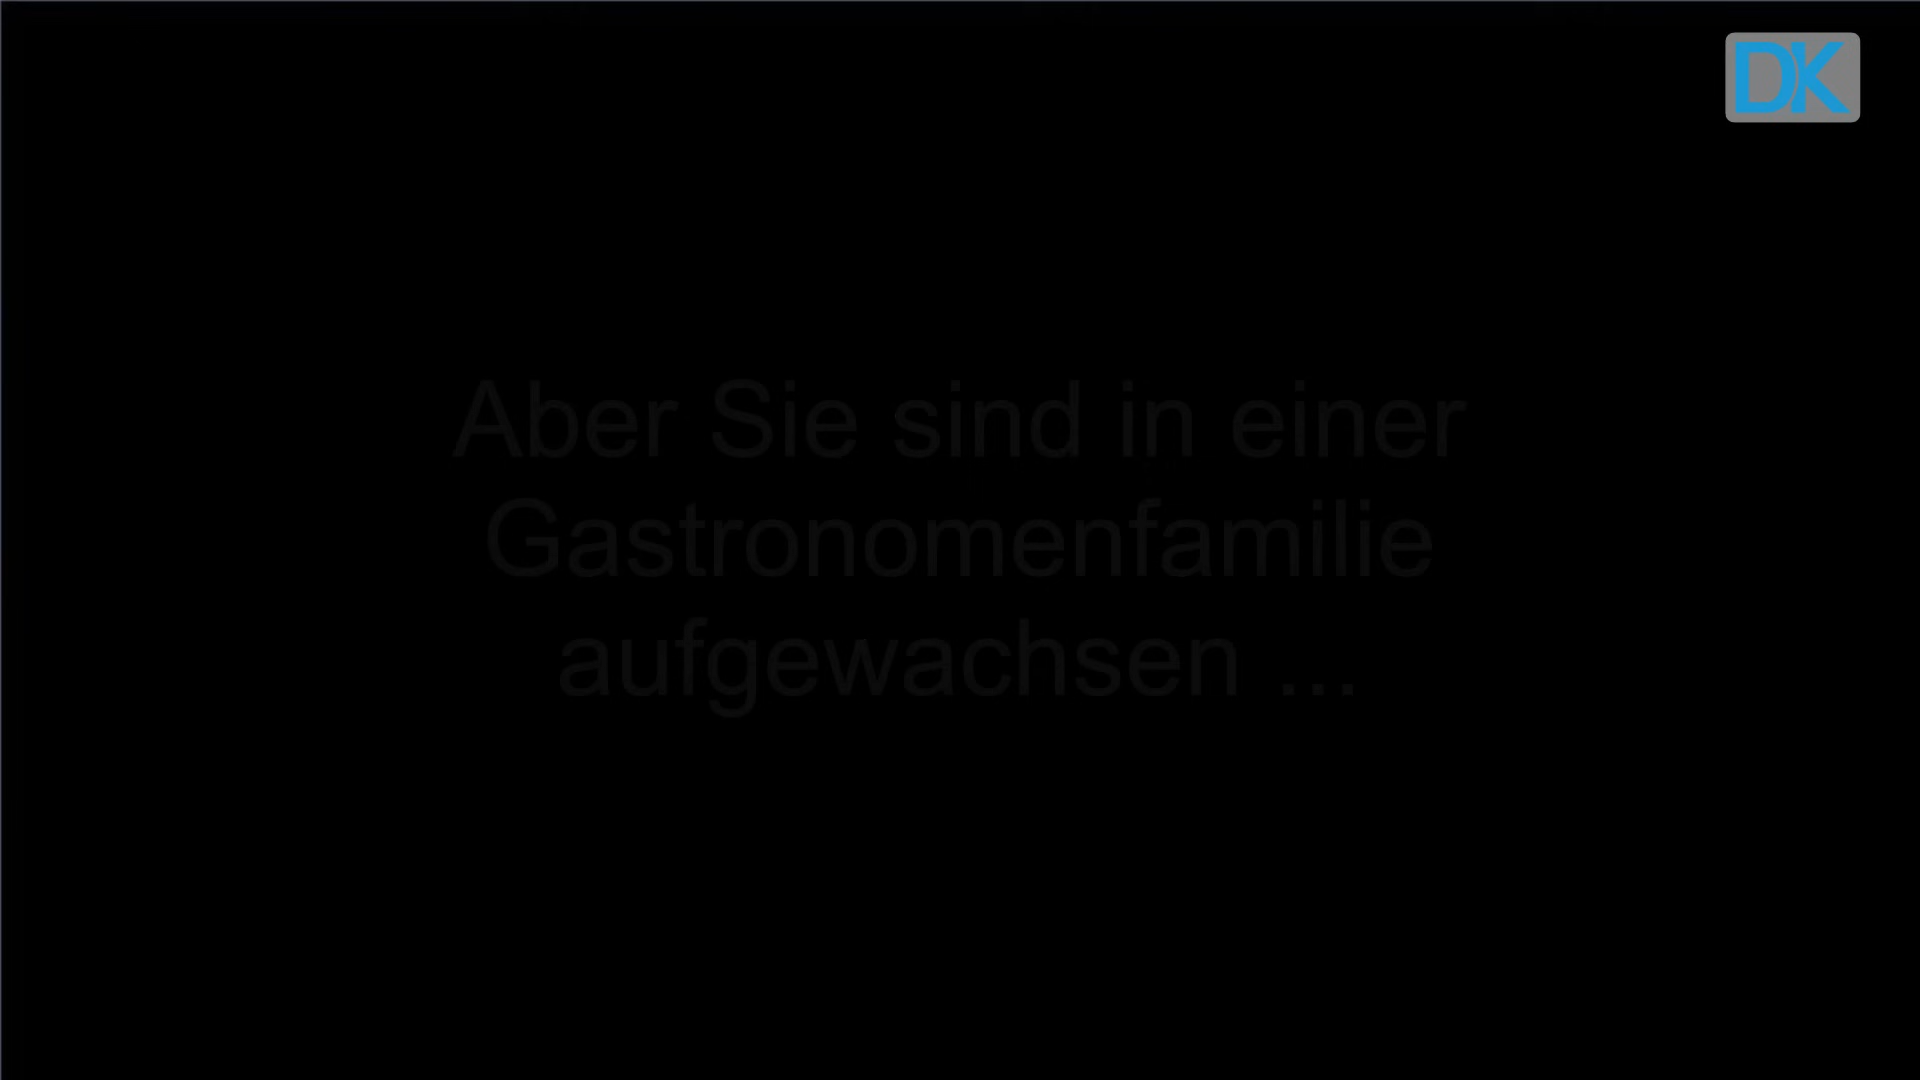 DK
Aber Sie sind in einer
Gastronomenfamilie
aufgewachsen ...